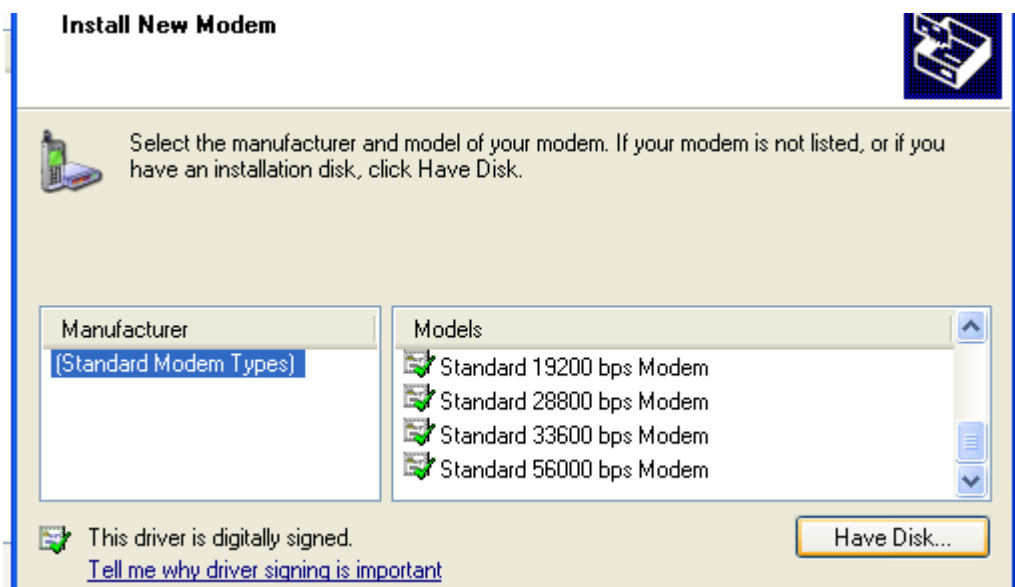 Install New Modem
Select the manufacturer and model of your modem. If your modem is not listed, or if you
have an installation disk, click Have Disk.
Manufacturer
(Standard Modem Types)
Models
Standard 19200 bps Modem
Standard 28800 bps Modem
Standard 33600 bps Modem
Standard 56000 bps Modem
This driver is digitally signed.
Have Disk...
Tell me why driver signing is important